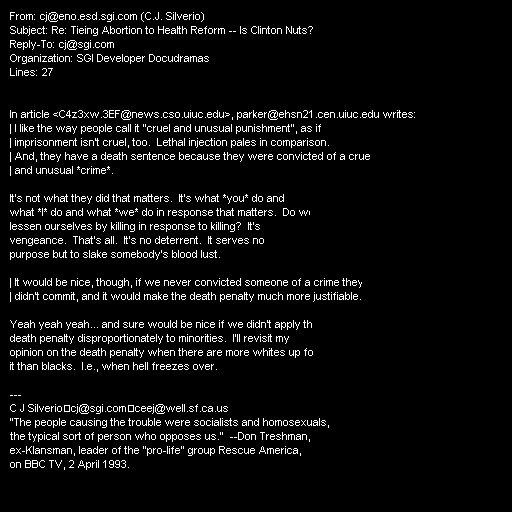 From: cj@eno.esd.sgi.com (C.J. Silverio)
Subject: Re: Tieing Abortion to Health Reform -- Is Clinton Nuts?
Reply-To: cj@sgi.com
Organization: SGI Developer Docudramas
Lines: 27
In article <C4z3xw.3EF@news.cso.uiuc.edu>, parker@ehsn21.cen.uiuc.edu writes:
| I like the way people call it "cruel and unusual punishment", as if
| imprisonment isn't cruel, too.  Lethal injection pales in comparison.
| And, they have a death sentence because they were convicted of a crue
| and unusual *crime*.
It's not what they did that matters.  It's what *you* do and
what *I* do and what *we* do in response that matters.  Do w
lessen ourselves by killing in response to killing?  It's
vengeance.  That's all.  It's no deterrent.  It serves no
purpose but to slake somebody's blood lust.
| It would be nice, though, if we never convicted someone of a crime they
| didn't commit, and it would make the death penalty much more justifiable.
Yeah yeah yeah... and sure would be nice if we didn't apply th
death penalty disproportionately to minorities.  I'll revisit my
opinion on the death penalty when there are more whites up fo
it than blacks.  I.e., when hell freezes over.
---
C J Silverio□cj@sgi.com□ceej@well.sf.ca.us
"The people causing the trouble were socialists and homosexuals,
the typical sort of person who opposes us."  --Don Treshman,
ex-Klansman, leader of the "pro-life" group Rescue America,
on BBC TV, 2 April 1993.